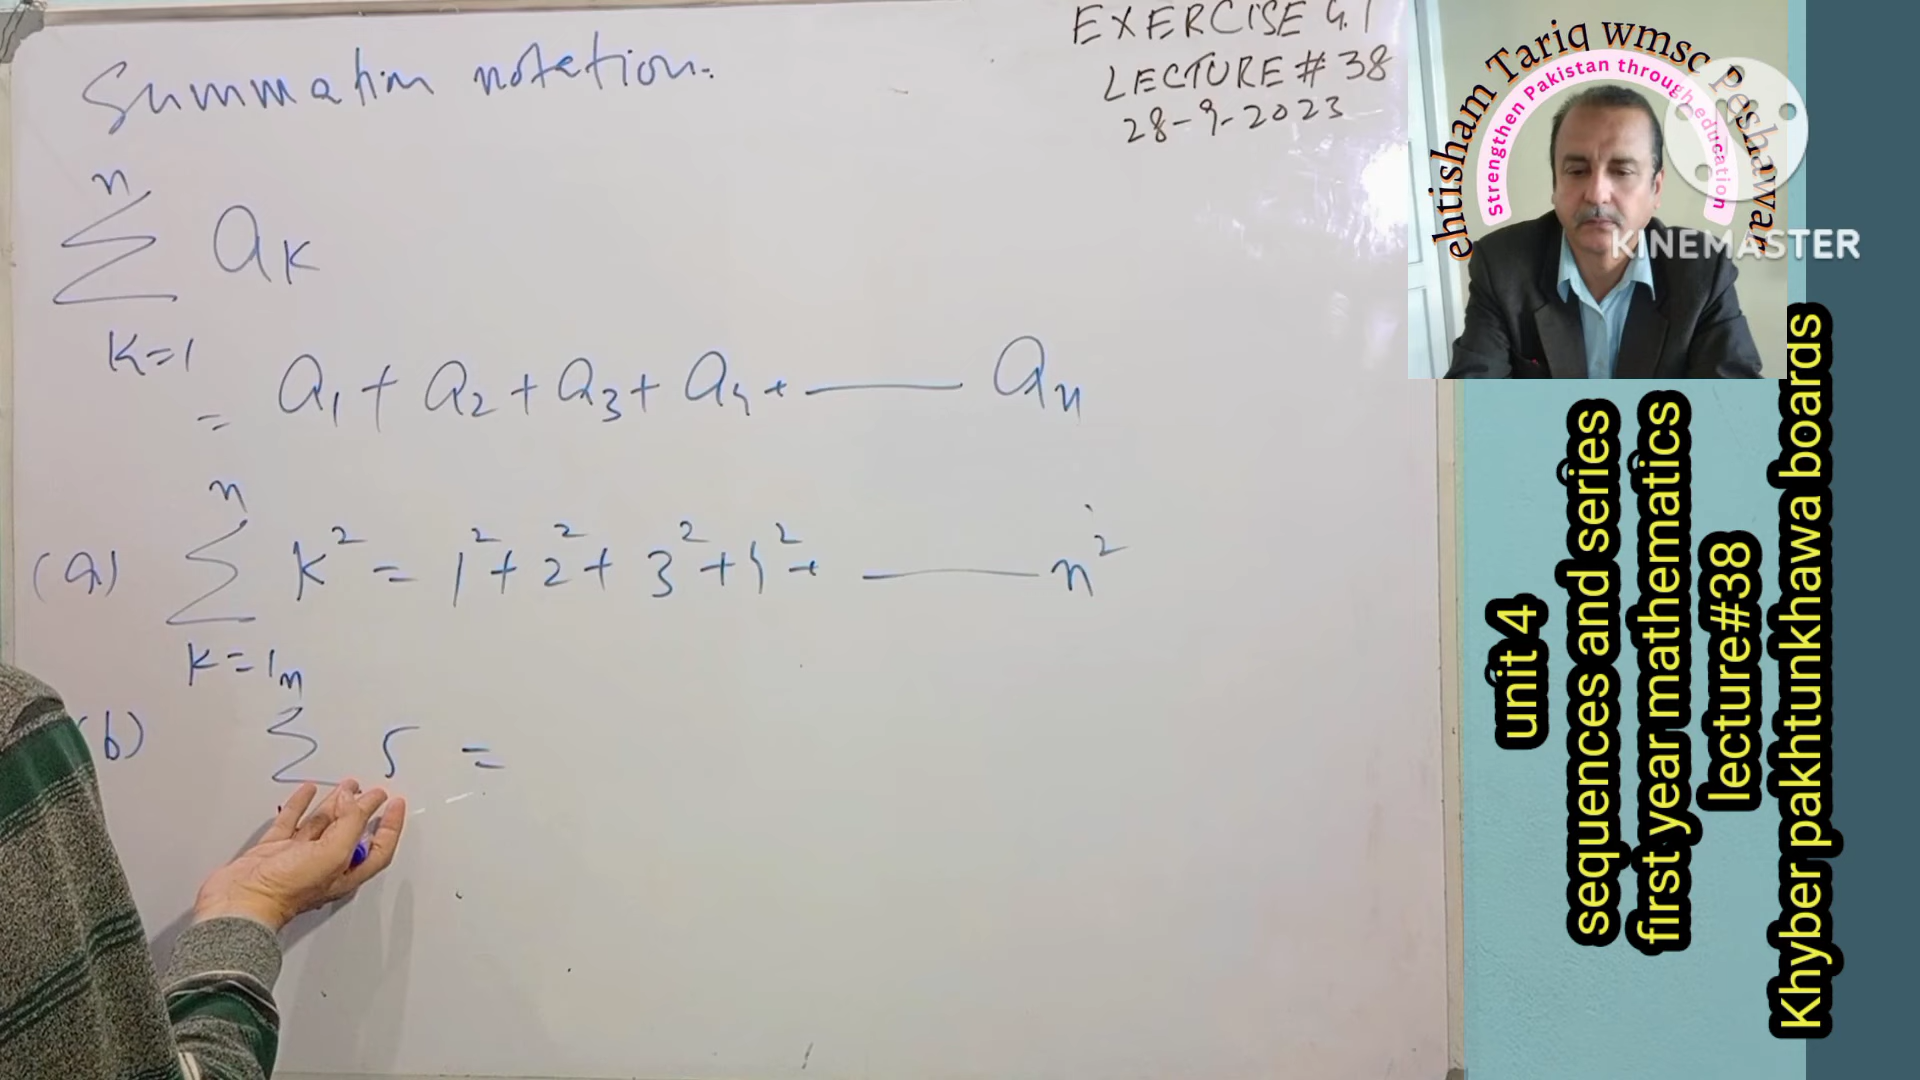 Summation notation.
EXERCISE 4.1
LECTURE # 38
28-9-2023
n
∑ aK
K=1
= a1 + a2 + a3 + a4 + —— an
n
(a) ∑ K² = 1² + 2² + 3² + 4² + —— n²
K=1
n
(b) ∑ 5 =
ehtisham Tariq wmsc Peshawar
Strengthen Pakistan through education
KINEMASTER
unit 4
sequences and series
first year mathematics
lecture#38
Khyber pakhtunkhawa boards